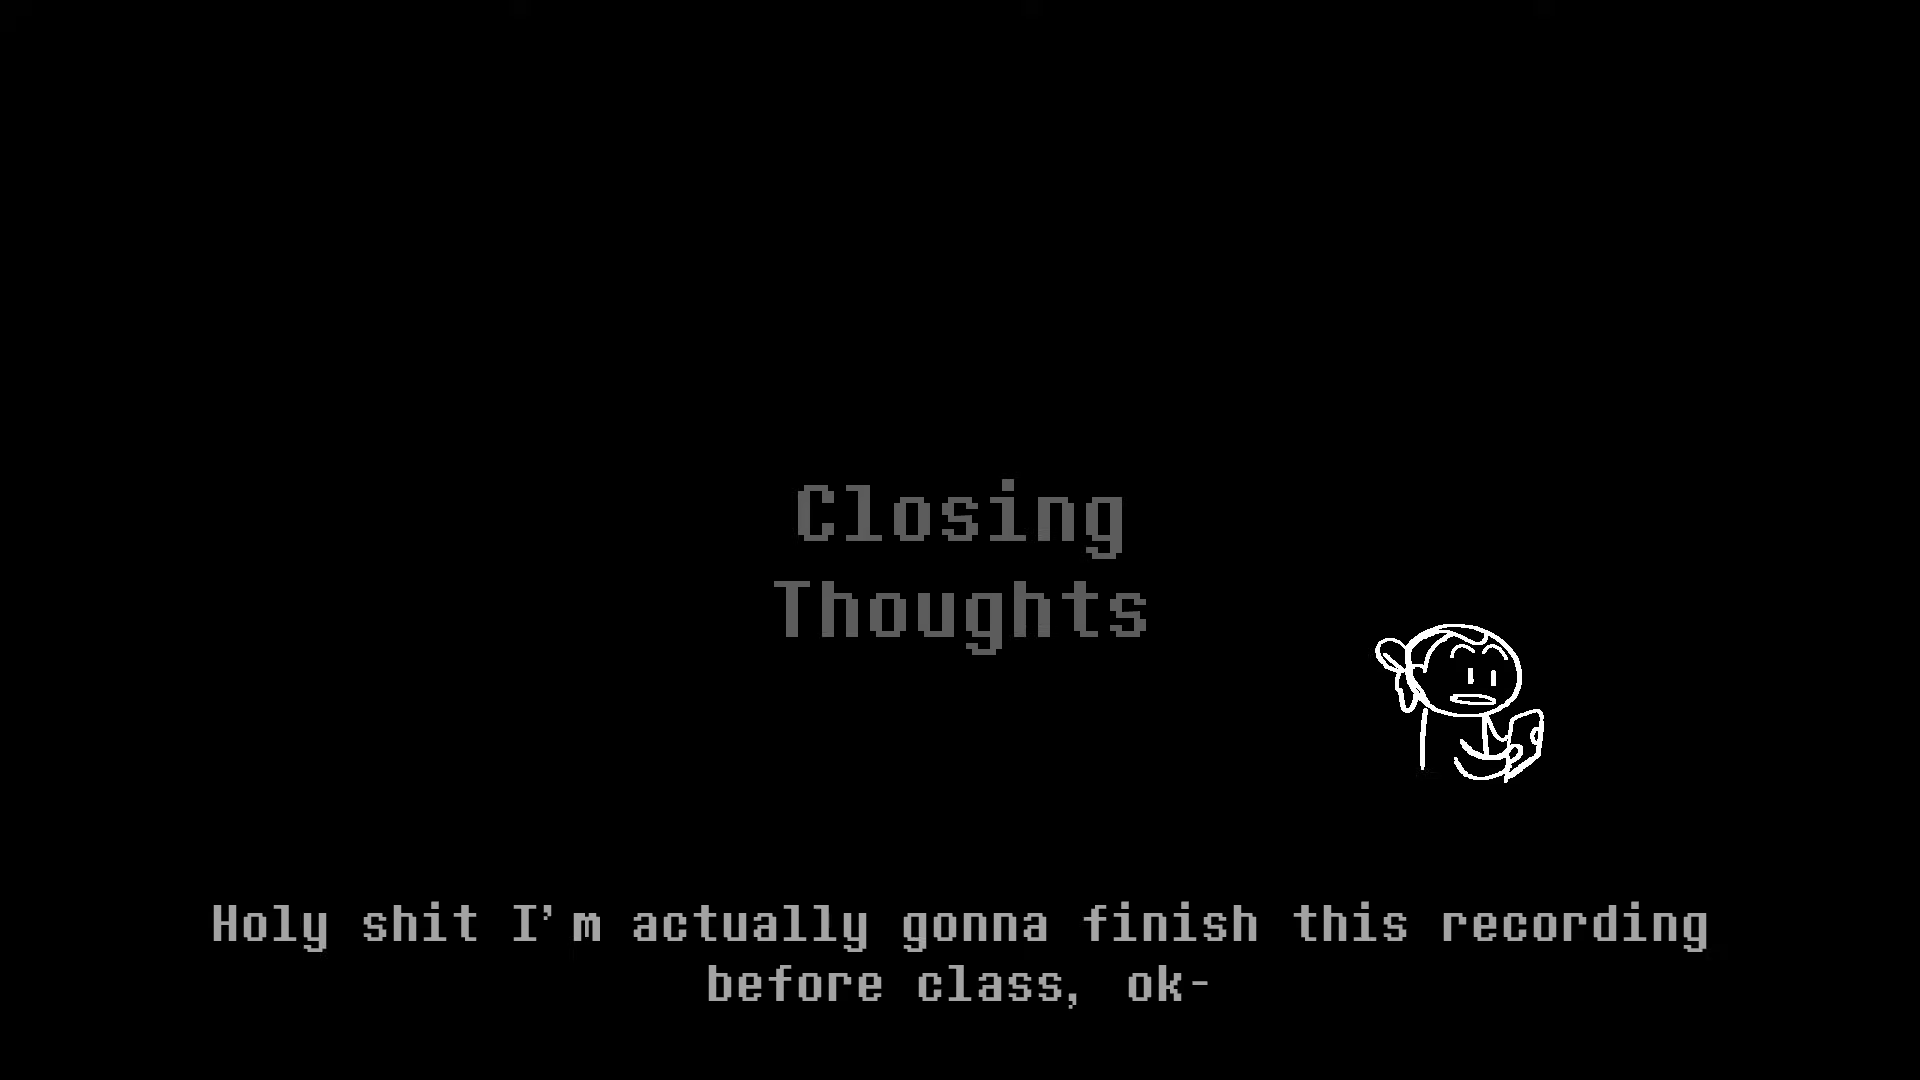 Closing
Thoughts
Holy shit I'm actually gonna finish this recording
before class, ok-